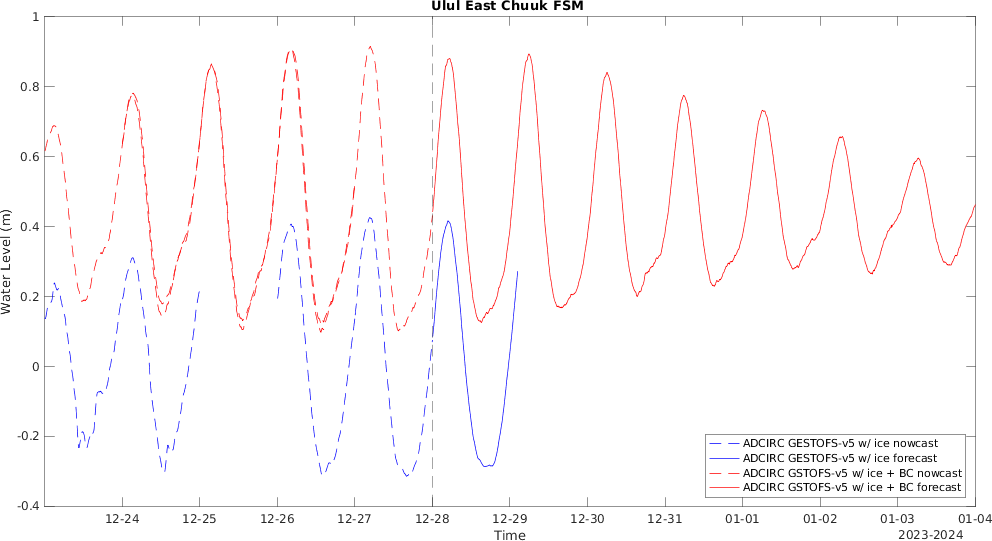 Ulul East Chuuk FSM
1
0.8
0.6
0.4
0.2
0
-0.2
-0.4
Water Level (m)
ADCIRC GESTOFS-v5 w/ ice nowcast
ADCIRC GESTOFS-v5 w/ ice forecast
ADCIRC GSTOFS-v5 w/ ice + BC nowcast
ADCIRC GSTOFS-v5 w/ ice + BC forecast
12-24 12-25 12-26 12-27 12-28 12-29 12-30 12-31 01-01 01-02 01-03 01-04
Time
2023-2024